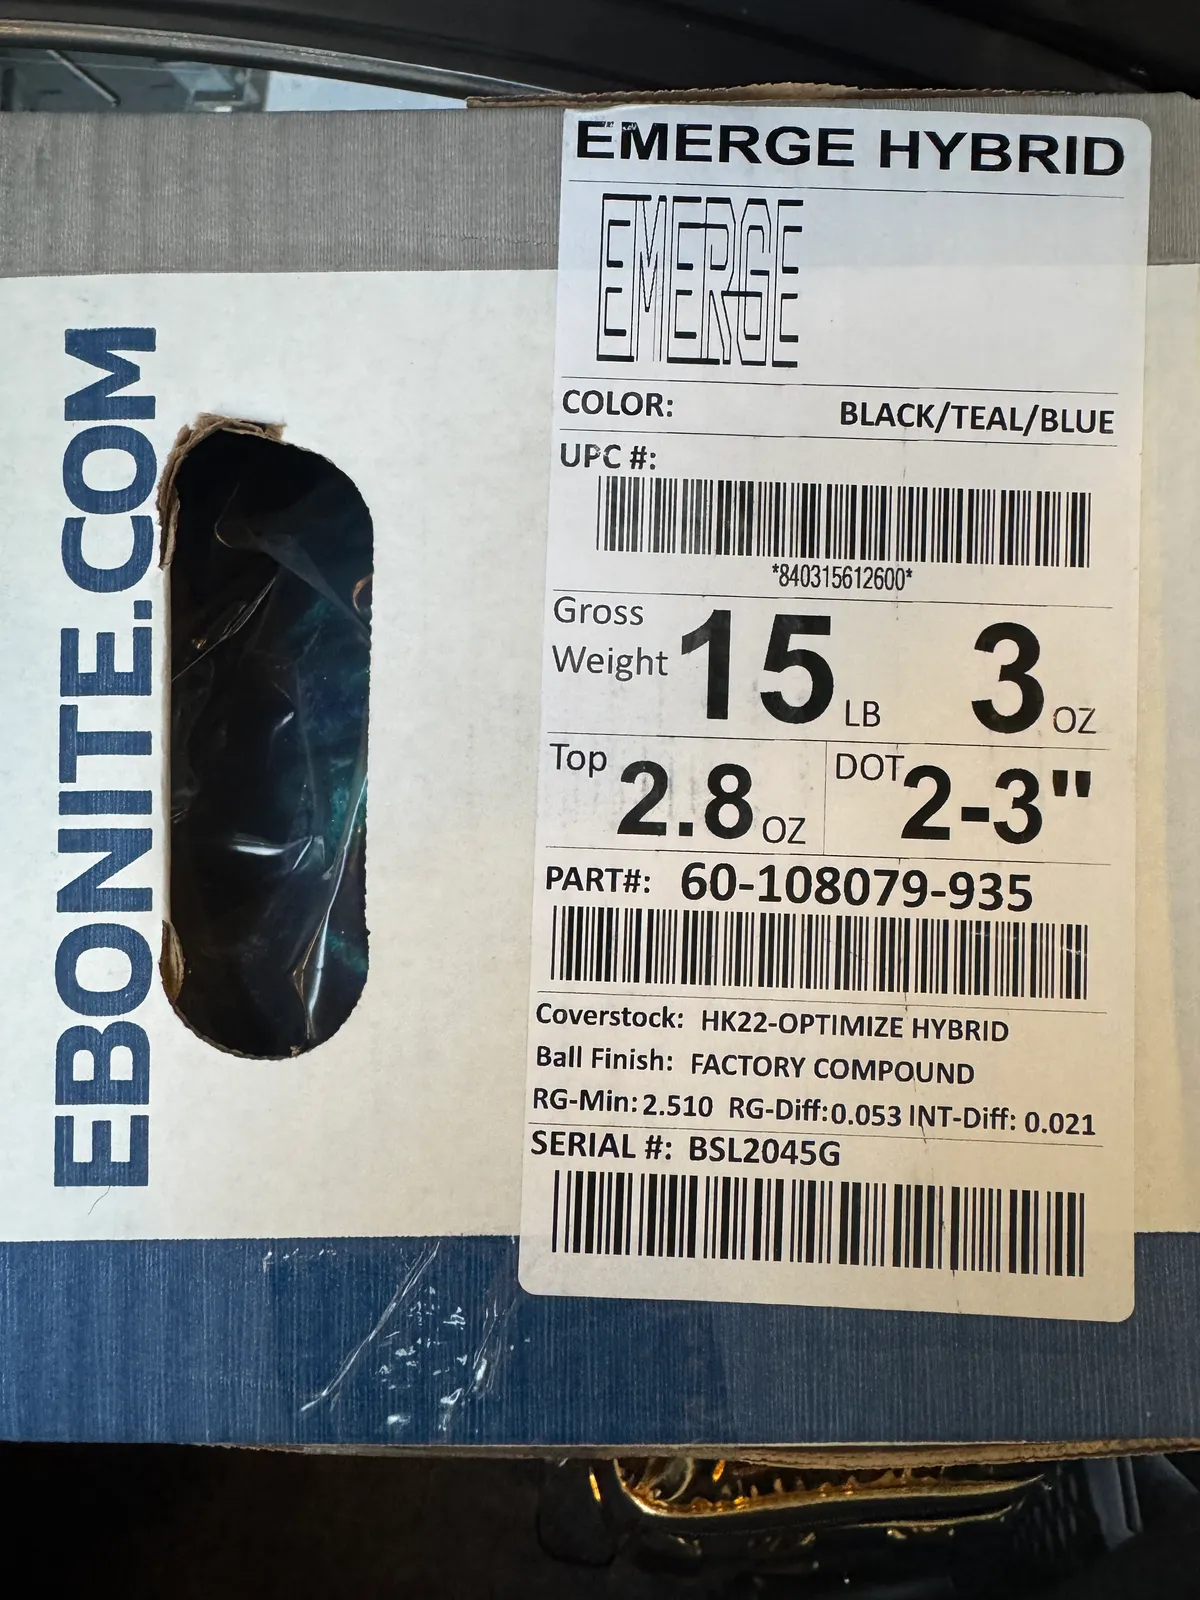 EBONITE.COM
EMERGE HYBRID
EMERGE
COLOR: BLACK/TEAL/BLUE
UPC #:
*840315612600*
Gross Weight 15 LB 3 OZ
Top 2.8 OZ DOT 2-3"
PART#: 60-108079-935
Coverstock: HK22-OPTIMIZE HYBRID
Ball Finish: FACTORY COMPOUND
RG-Min: 2.510 RG-Diff: 0.053 INT-Diff: 0.021
SERIAL #: BSL2045G